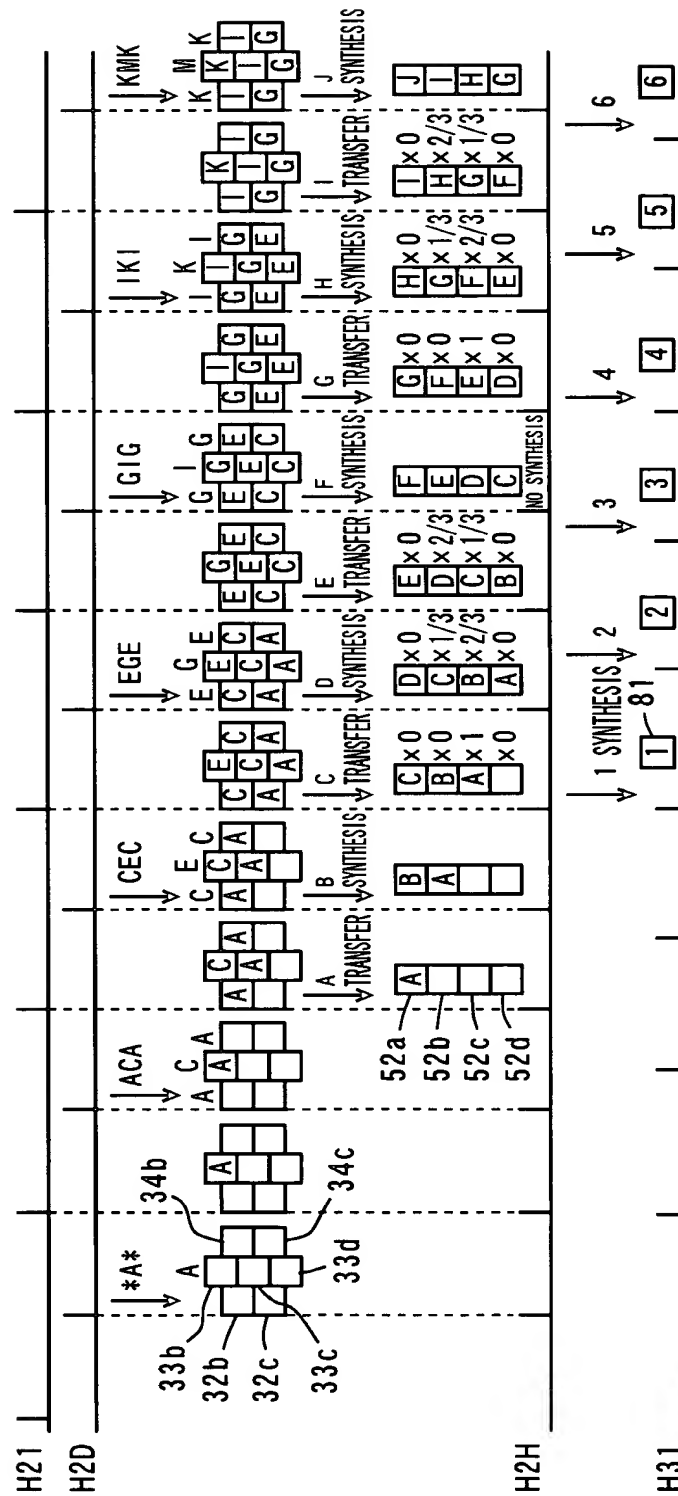 H21
H2D
*A* ACA CEC EGE GIG IKI KMK
33b 32b 32c 33c
A
34b 34c 33d
A
A C A
A
A C A
A A
C E C
A C A
A
C E A
C C A
A
E G E
C E C
A C A
A
E G E
C E C
C
G I G
E G E
C E C
C
G I G
E G E
E
I K I
G I G
E G E
E
I K I
G I G
G
K M K
I K I
G I G
G
A TRANSFER
B SYNTHESIS
C TRANSFER
D SYNTHESIS
E TRANSFER
F SYNTHESIS
G TRANSFER
H SYNTHESIS
I TRANSFER
J SYNTHESIS
52a 52b 52c 52d
A
B
A
C ×0
B ×0
A ×1
×0
D ×0
C ×1/3
B ×2/3
A ×0
E ×0
D ×2/3
C ×1/3
B ×0
F
E
D
C
G ×0
F ×0
E ×1
D ×0
H ×0
G ×1/3
F ×2/3
E ×0
I ×0
H ×2/3
G ×1/3
F ×0
J
I
H
G
NO SYNTHESIS
H2H
1 SYNTHESIS 2 3 4 5 6
81
1 2 3 4 5 6
H31